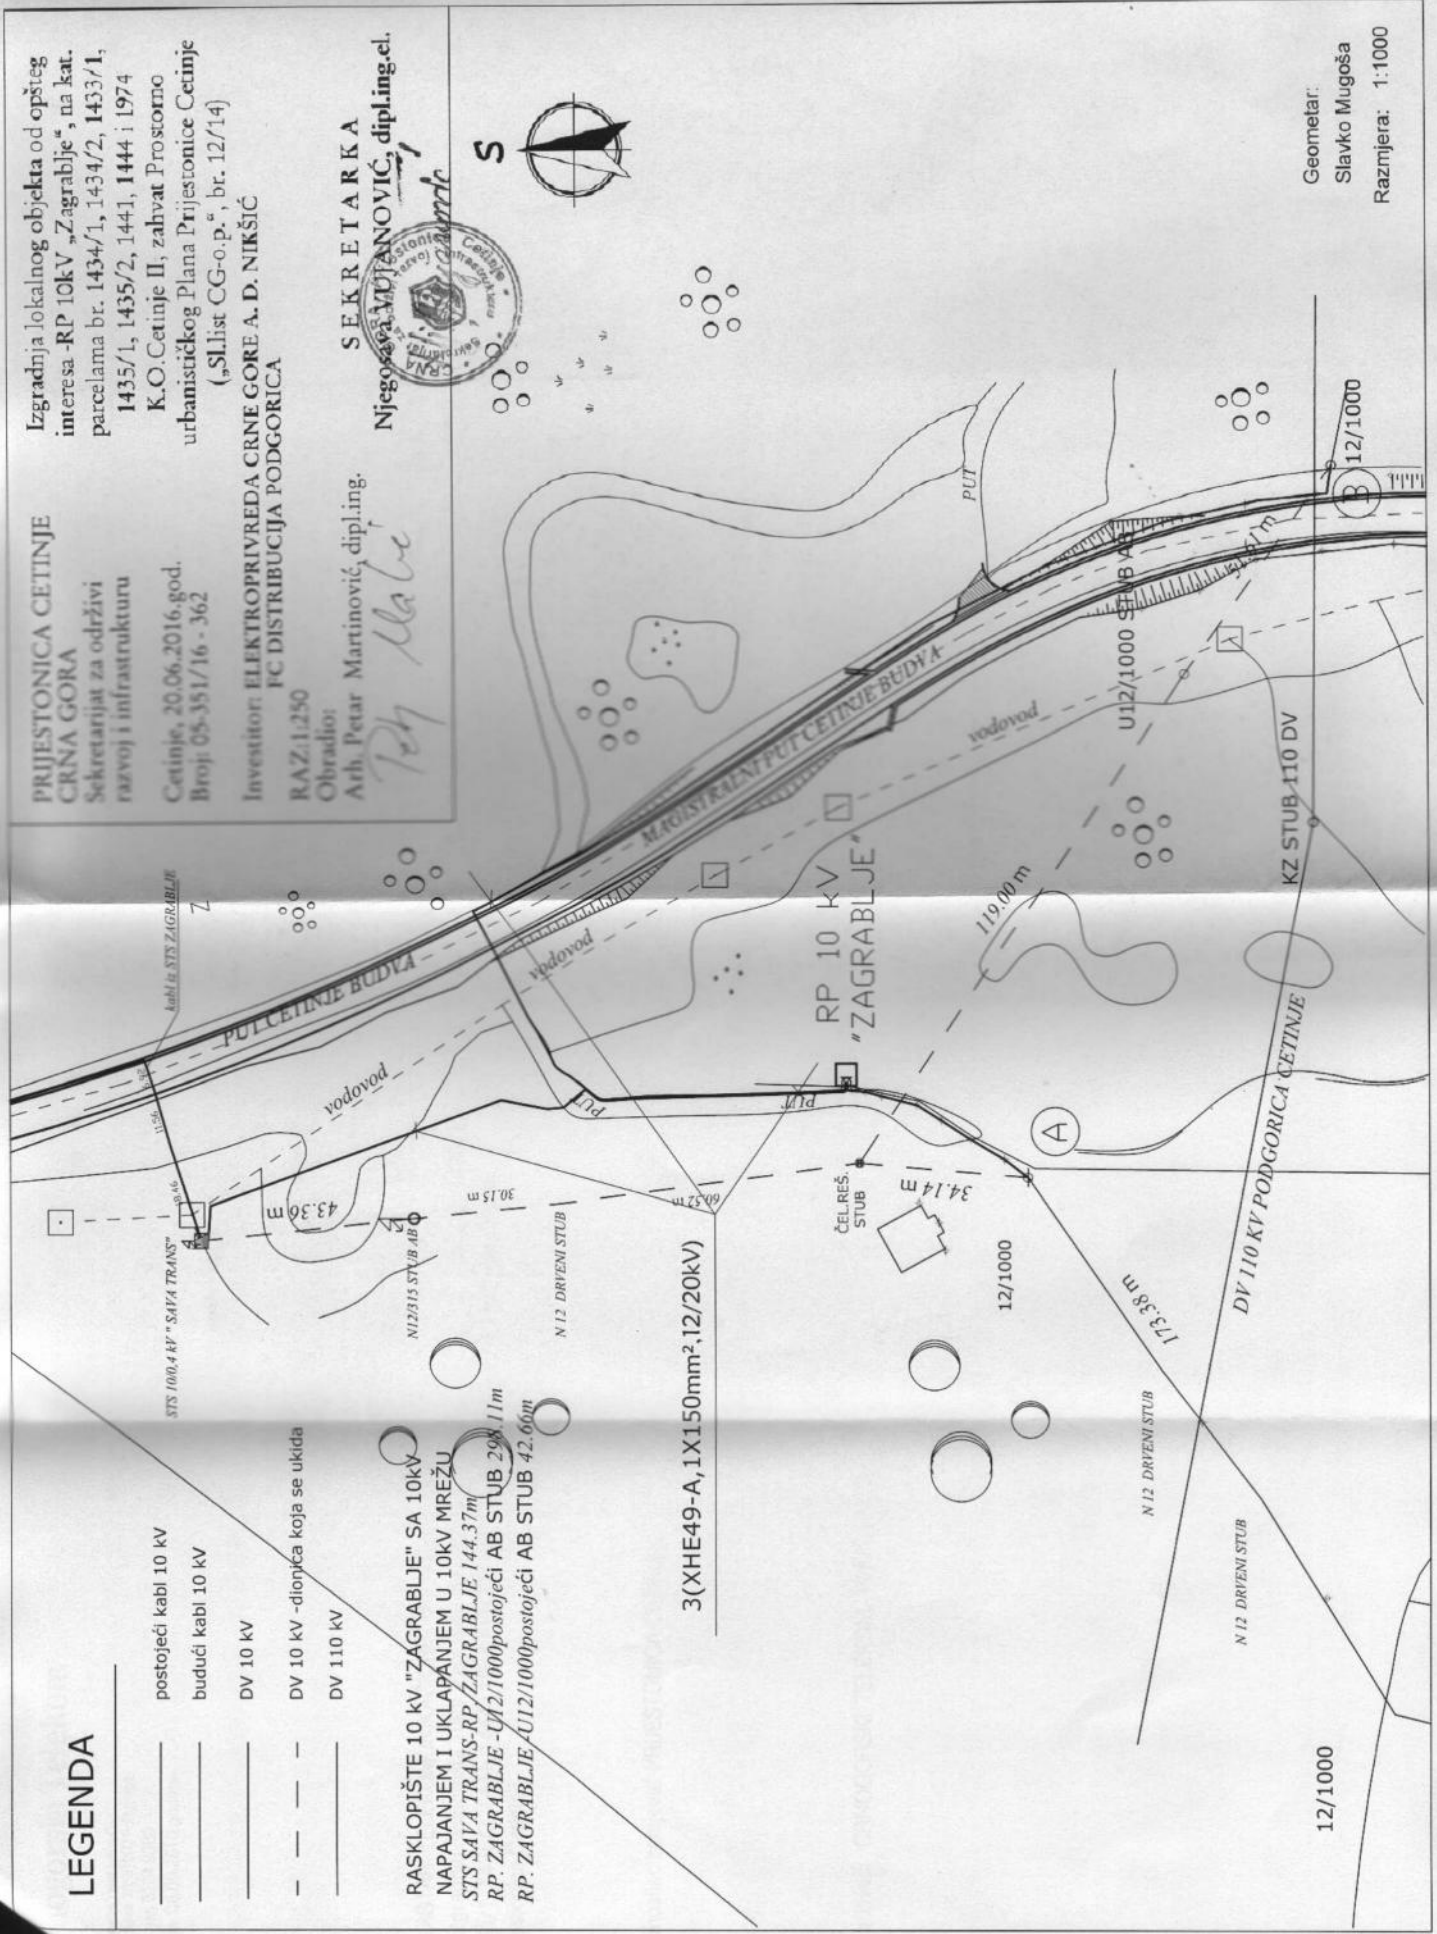 PRIJESTONICA CETINJE
CRNA GORA
Sekretarijat za održivi
razvoj i infrastrukturu
Cetinje, 20.06.2016.god.
Broj: 05-351/16 - 362
Izgradnja lokalnog objekta od opšteg
interesa -RP 10kV „Zagrablje“, na kat.
parcelama br. 1434/1, 1434/2, 1433/1,
1435/1, 1435/2, 1441, 1444 i 1974
K.O.Cetinje II, zahvat Prostorno
urbanističkog Plana Prijestonice Cetinje
(„Sl.list CG-o.p.“, br. 12/14)
Investitor: ELEKTROPRIVREDA CRNE GORE A. D. NIKŠIĆ
FC DISTRIBUCIJA PODGORICA
RAZ.:1:250
Obradio:
Arh. Petar Martinović, dipl.ing.
S E K R E T A R K A
Njegosava VUJANOVIĆ, dipl.ing.el.
S
LEGENDA
postojeći kabl 10 kV
budući kabl 10 kV
DV 10 kV
DV 10 kV -dionica koja se ukida
DV 110 kV
RASKLOPIŠTE 10 kV "ZAGRABLJE" SA 10kV
NAPAJANJEM I UKLAPANJEM U 10KV MREŽU
STS SAVA TRANS-RP, ZAGRABLJE 144.37m
RP. ZAGRABLJE -U12/1000postojeći AB STUB 298.11m
RP. ZAGRABLJE -U12/1000postojeći AB STUB 42.66m
STS 10/0,4 kV "SAVA TRANS"
kabl iz STS ZAGRABLJE
11.56
18.46
PUT CETINJE BUDVA
vodovod
43.36 m
N12/315 STUB AB
30.15 m
N 12 DRVENI STUB
60.52 m
3(XHE49-A,1X150mm²,12/20kV)
vodovod
PUT
PUT
MAGISTRALNI PUT CETINJE BUDVA
RP 10 KV
"ZAGRABLJE"
ČEL.REŠ.
STUB
34.14 m
119.00 m
12/1000
A
173.38 m
vodovod
PUT
U12/1000 STUB AB
KZ STUB 110 DV
DV 110 KV PODGORICA CETINJE
B
12/1000
N 12 DRVENI STUB
N 12 DRVENI STUB
12/1000
Geometar:
Slavko Mugoša
Razmjera: 1:1000